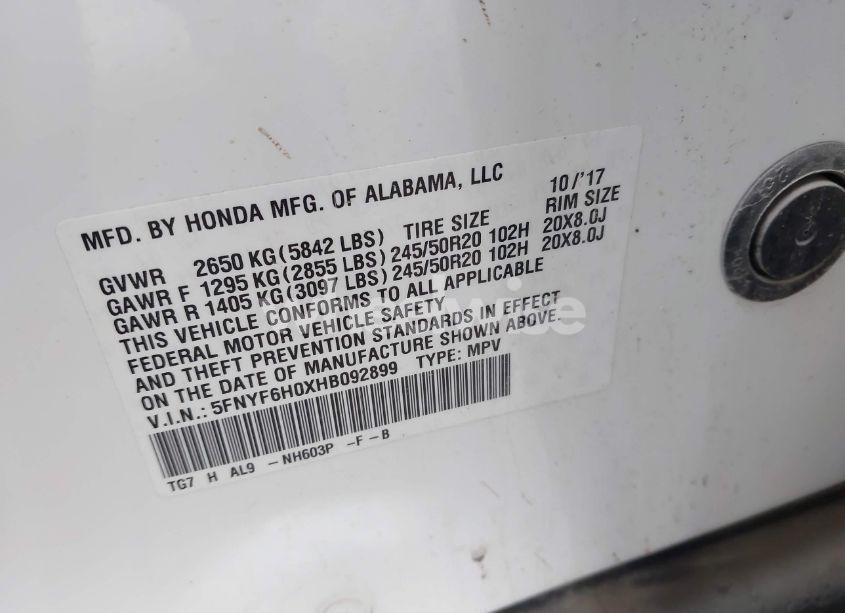 MFD. BY HONDA MFG. OF ALABAMA, LLC 10/'17
GVWR 2650 KG (5842 LBS) TIRE SIZE RIM SIZE
GAWR F 1295 KG (2855 LBS) 245/50R20 102H 20X8.0J
GAWR R 1405 KG (3097 LBS) 245/50R20 102H 20X8.0J
THIS VEHICLE CONFORMS TO ALL APPLICABLE
FEDERAL MOTOR VEHICLE SAFETY
AND THEFT PREVENTION STANDARDS IN EFFECT
ON THE DATE OF MANUFACTURE SHOWN ABOVE.
V.I.N.: 5FNYF6H0XHB092899 TYPE: MPV
TG7 H AL9 -NH603P -F-B